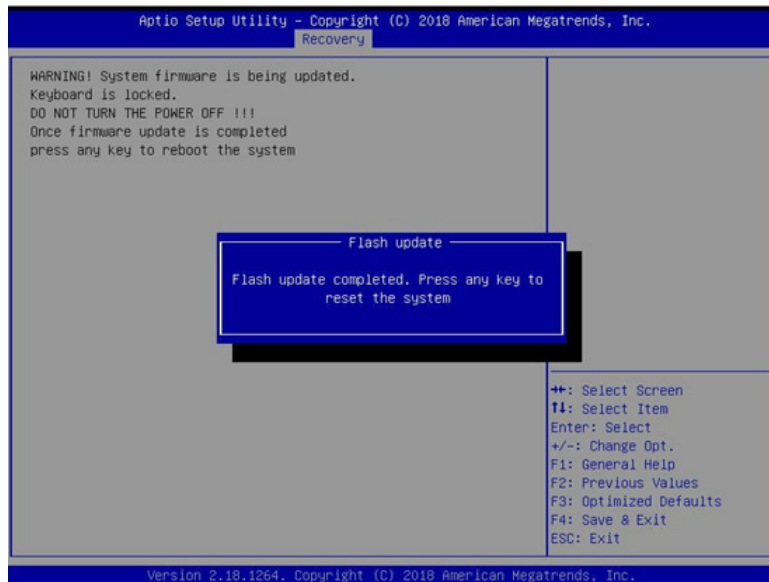 Aptio Setup Utility – Copyright (C) 2018 American Megatrends, Inc.
Recovery
WARNING! System firmware is being updated.
Keyboard is locked.
DO NOT TURN THE POWER OFF !!!
Once firmware update is completed
press any key to reboot the system
Flash update
Flash update completed. Press any key to
reset the system
→←: Select Screen
↑↓: Select Item
Enter: Select
+/-: Change Opt.
F1: General Help
F2: Previous Values
F3: Optimized Defaults
F4: Save & Exit
ESC: Exit
Version 2.18.1264. Copyright (C) 2018 American Megatrends, Inc.